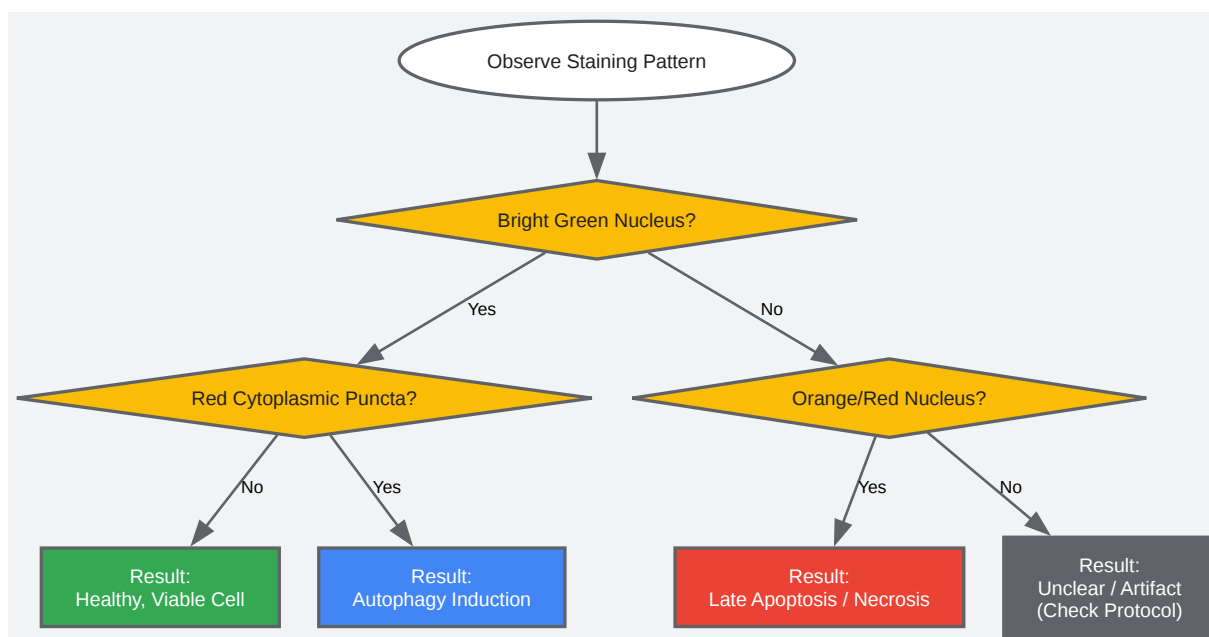 Observe Staining Pattern
Bright Green Nucleus?
Yes
No
Red Cytoplasmic Puncta?
Orange/Red Nucleus?
No
Yes
Yes
No
Result:
Healthy, Viable Cell
Result:
Autophagy Induction
Result:
Late Apoptosis / Necrosis
Result:
Unclear / Artifact
(Check Protocol)